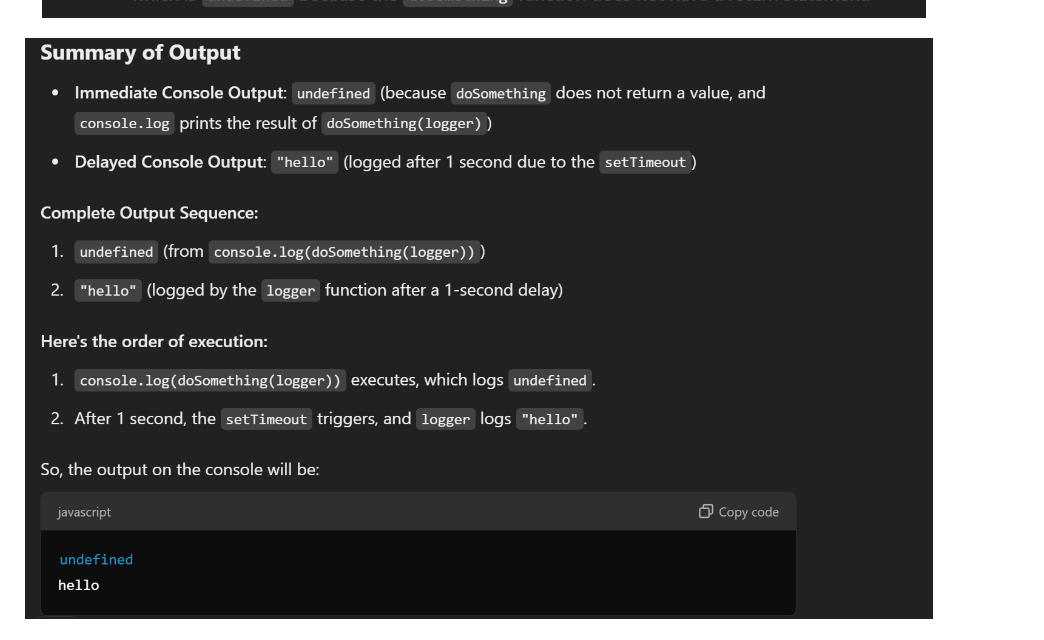 Summary of Output
• Immediate Console Output: undefined (because doSomething does not return a value, and
console.log prints the result of doSomething(logger))
• Delayed Console Output: "hello" (logged after 1 second due to the setTimeout)
Complete Output Sequence:
1. undefined (from console.log(doSomething(logger)))
2. "hello" (logged by the logger function after a 1-second delay)
Here's the order of execution:
1. console.log(doSomething(logger)) executes, which logs undefined.
2. After 1 second, the setTimeout triggers, and logger logs "hello".
So, the output on the console will be:
javascript Copy code
undefined
hello